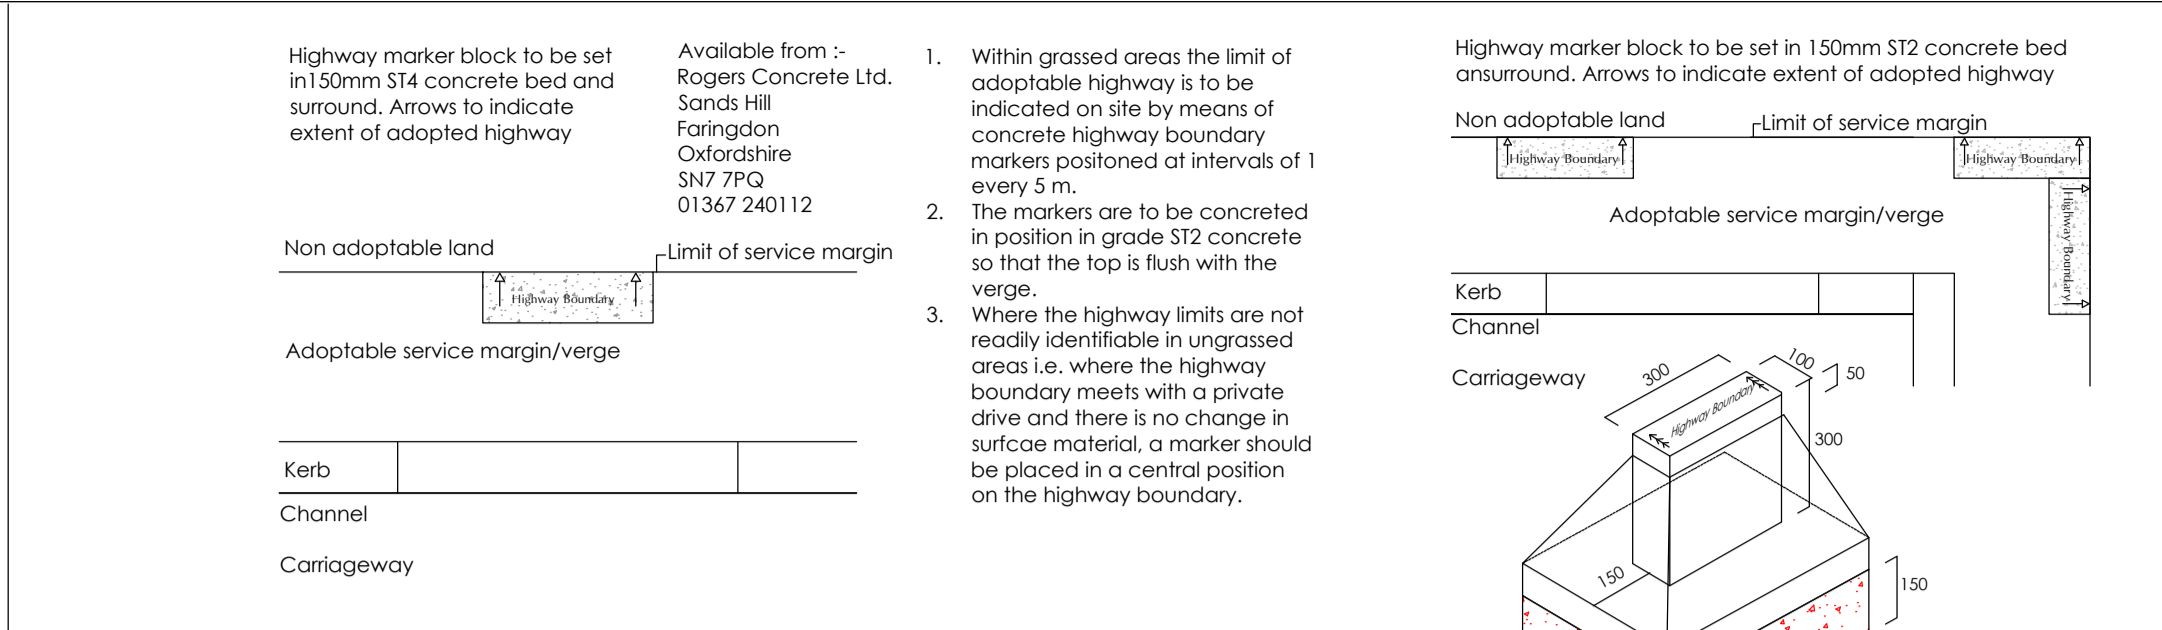 Highway marker block to be set
in150mm ST4 concrete bed and
surround. Arrows to indicate
extent of adopted highway
Available from :-
Rogers Concrete Ltd.
Sands Hill
Faringdon
Oxfordshire
SN7 7PQ
01367 240112
Non adoptable land
Limit of service margin
Highway Boundary
Adoptable service margin/verge
Kerb
Channel
Carriageway
1. Within grassed areas the limit of
adoptable highway is to be
indicated on site by means of
concrete highway boundary
markers positoned at intervals of 1
every 5 m.
2. The markers are to be concreted
in position in grade ST2 concrete
so that the top is flush with the
verge.
3. Where the highway limits are not
readily identifiable in ungrassed
areas i.e. where the highway
boundary meets with a private
drive and there is no change in
surfcae material, a marker should
be placed in a central position
on the highway boundary.
Highway marker block to be set in 150mm ST2 concrete bed
ansurround. Arrows to indicate extent of adopted highway
Non adoptable land
Limit of service margin
Highway Boundary
Highway Boundary
Highway Boundary
Adoptable service margin/verge
Kerb
Channel
Carriageway
300
100
50
Highway Boundary
300
150
150